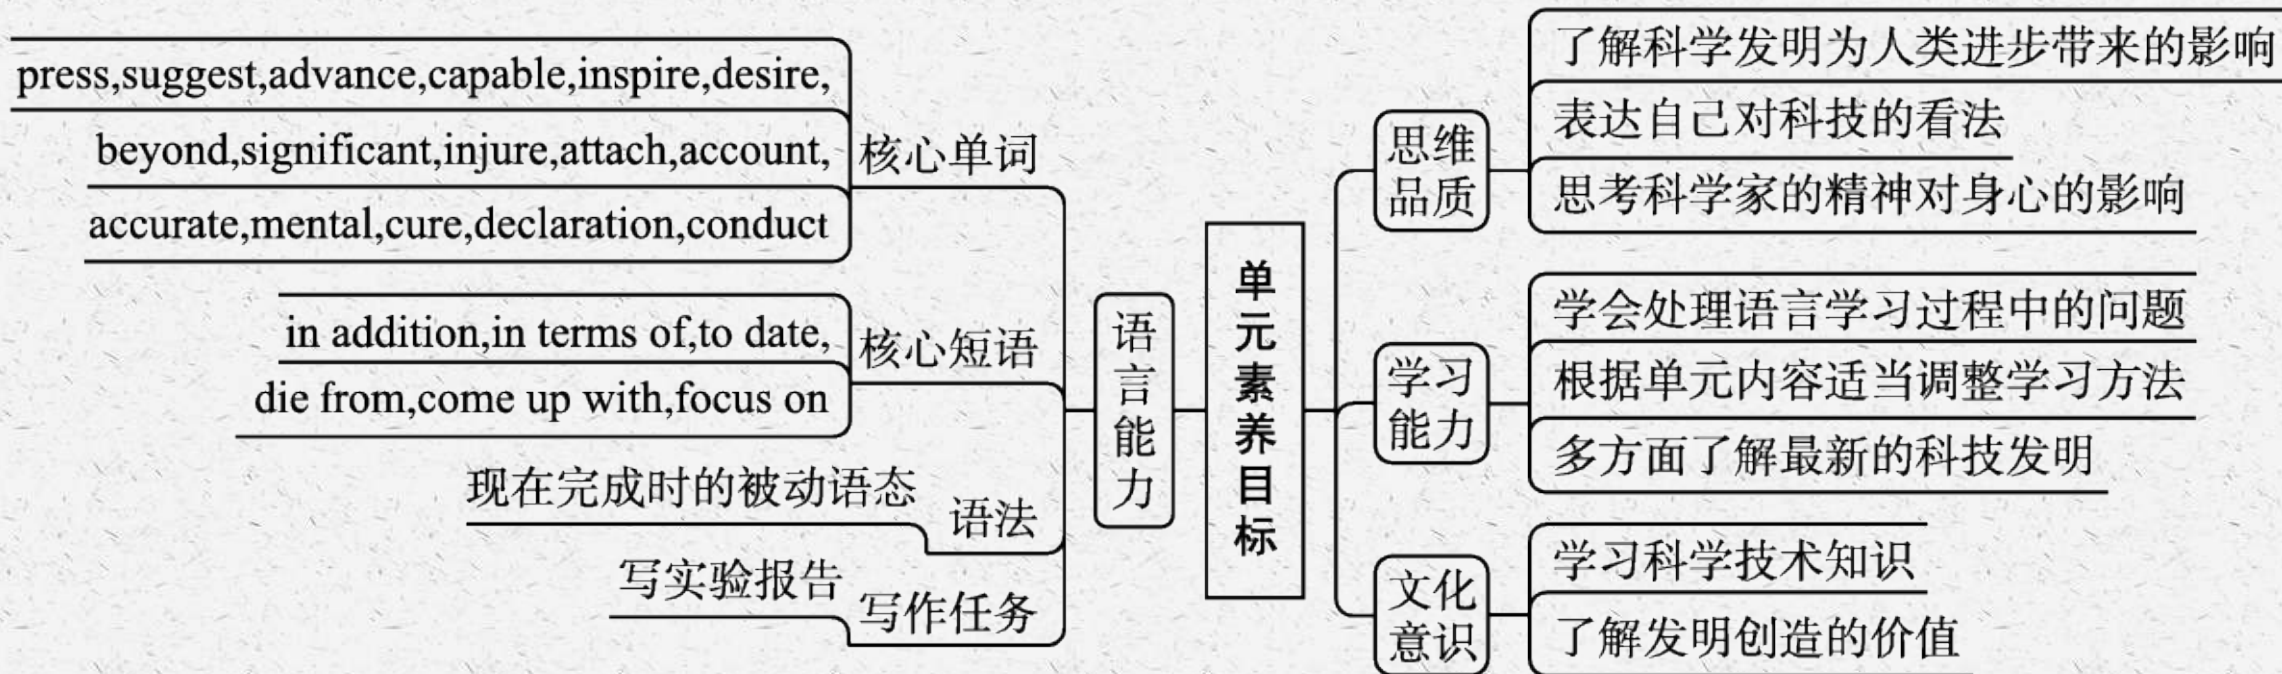 单元素养目标
语言能力
核心单词
press,suggest,advance,capable,inspire,desire,
beyond,significant,injure,attach,account,
accurate,mental,cure,declaration,conduct
核心短语
in addition,in terms of,to date,
die from,come up with,focus on
语法
现在完成时的被动语态
写作任务
写实验报告
思维
品质
了解科学发明为人类进步带来的影响
表达自己对科技的看法
思考科学家的精神对身心的影响
学习
能力
学会处理语言学习过程中的问题
根据单元内容适当调整学习方法
多方面了解最新的科技发明
文化
意识
学习科学技术知识
了解发明创造的价值